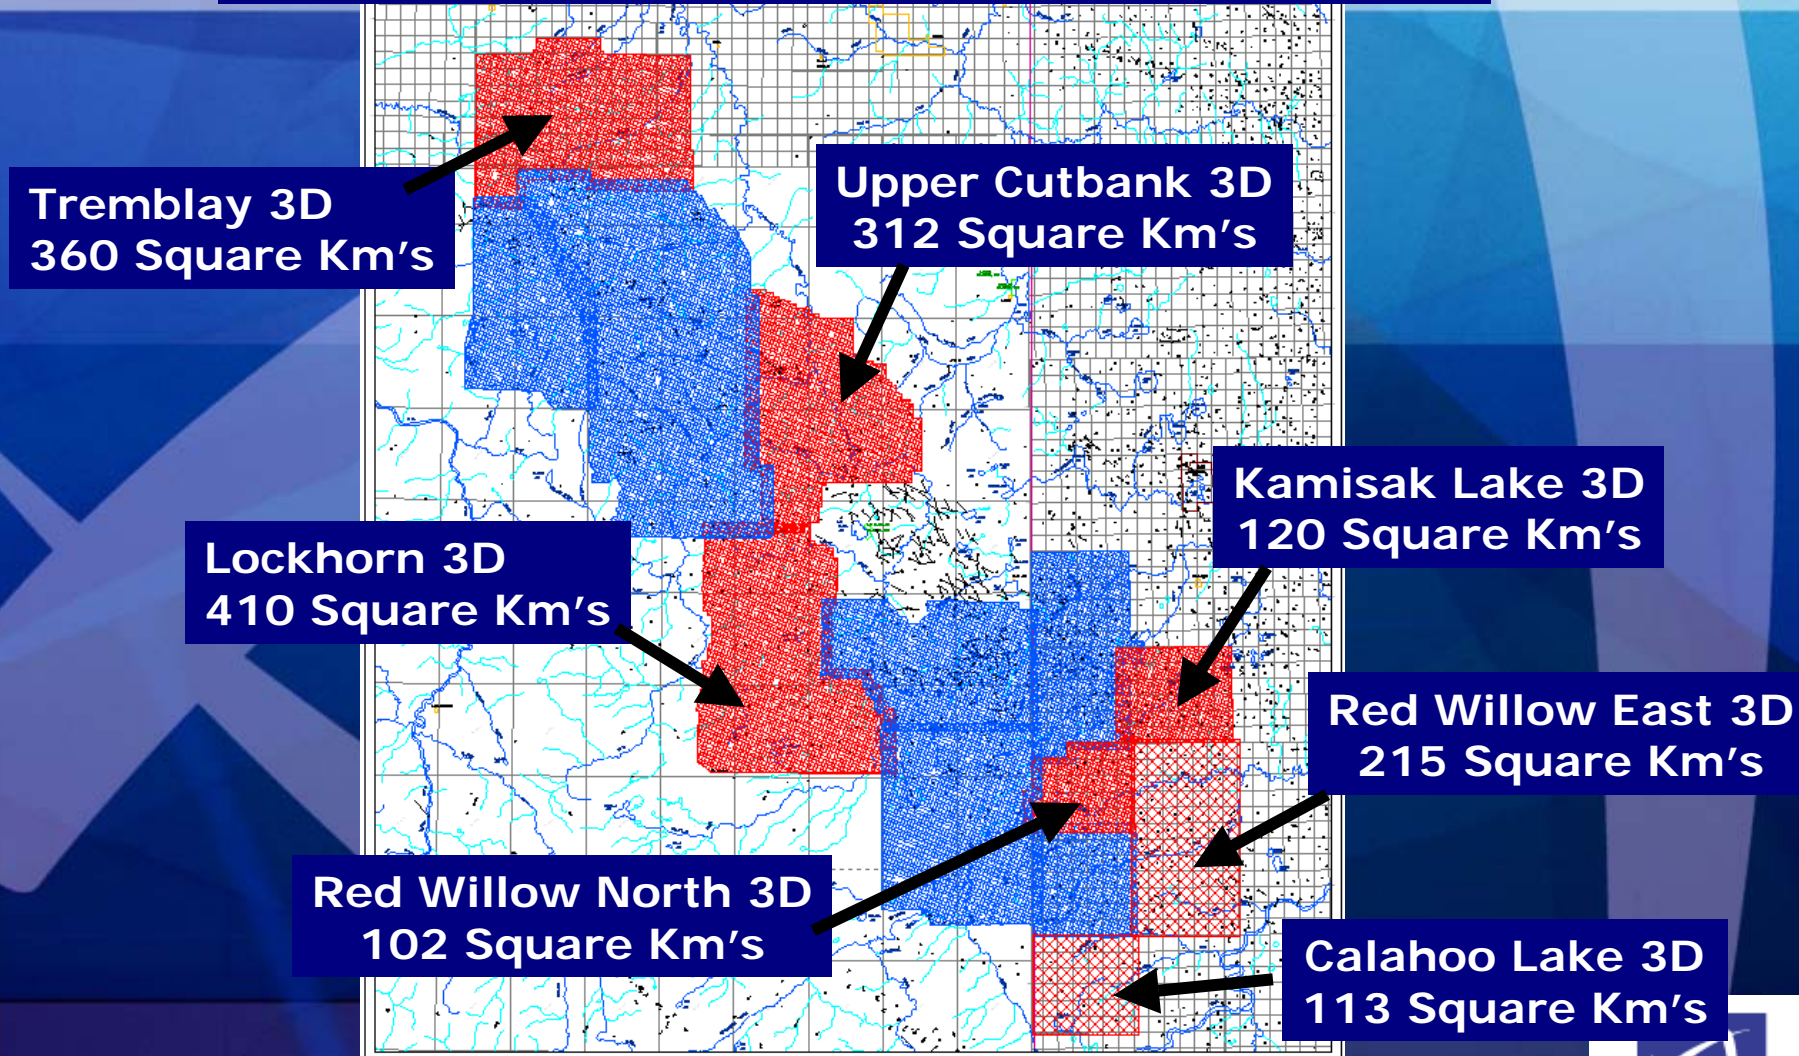 Tremblay 3D
360 Square Km's
Upper Cutbank 3D
312 Square Km’s
Kamisak Lake 3D
120 Square Km’s
Lockhorn 3D
410 Square Km’s
Red Willow East 3D
215 Square Km’s
Red Willow North 3D
102 Square Km’s
Calahoo Lake 3D
113 Square Km’s